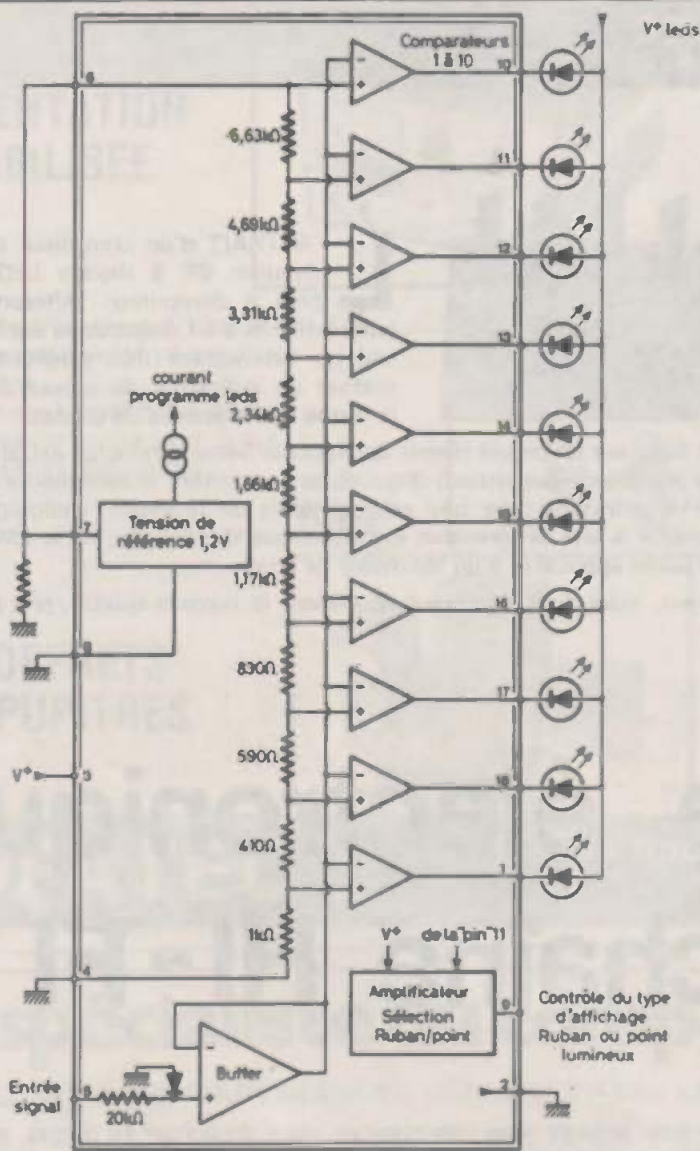 Comparateurs
1 à 10
V⁺ leds
6
10
6,63kΩ
11
4,69kΩ
12
3,31kΩ
13
courant
programme leds
2,34kΩ
14
1,66kΩ
7
Tension de
référence 1,2V
15
1,17kΩ
16
8
830Ω
17
590Ω
V⁺
3
18
410Ω
1
1kΩ
4
V⁺
de la "pin" 11
Amplificateur
Sélection
Ruban/point
9
Contrôle du type
d'affichage
Ruban ou point
lumineux
2
Entrée
signal
5
20kΩ
Buffer